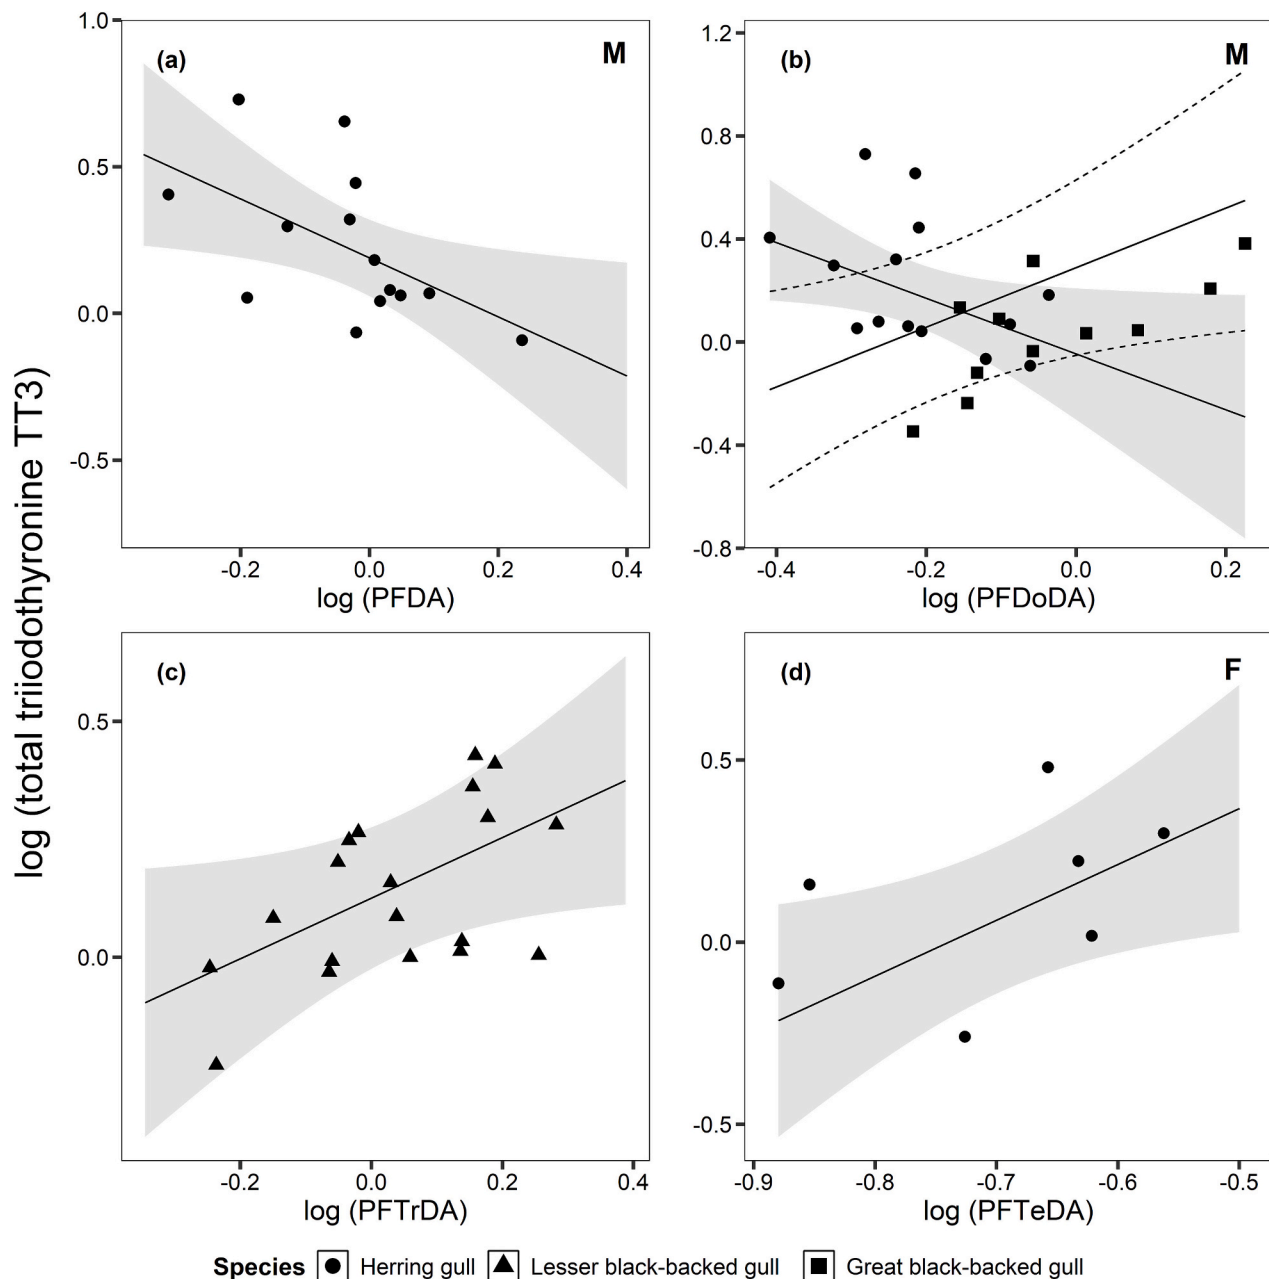 log (total triiodothyronine TT3)
(a)
M
1.0
0.5
0.0
-0.5
-0.2
0.0
0.2
0.4
log (PFDA)
(b)
M
1.2
0.8
0.4
0.0
-0.4
-0.8
-0.4
-0.2
0.0
0.2
log (PFDoDA)
(c)
0.5
0.0
-0.2
0.0
0.2
0.4
log (PFTrDA)
(d)
F
0.5
0.0
-0.5
-0.9
-0.8
-0.7
-0.6
-0.5
log (PFTeDA)
Species Herring gull Lesser black-backed gull Great black-backed gull